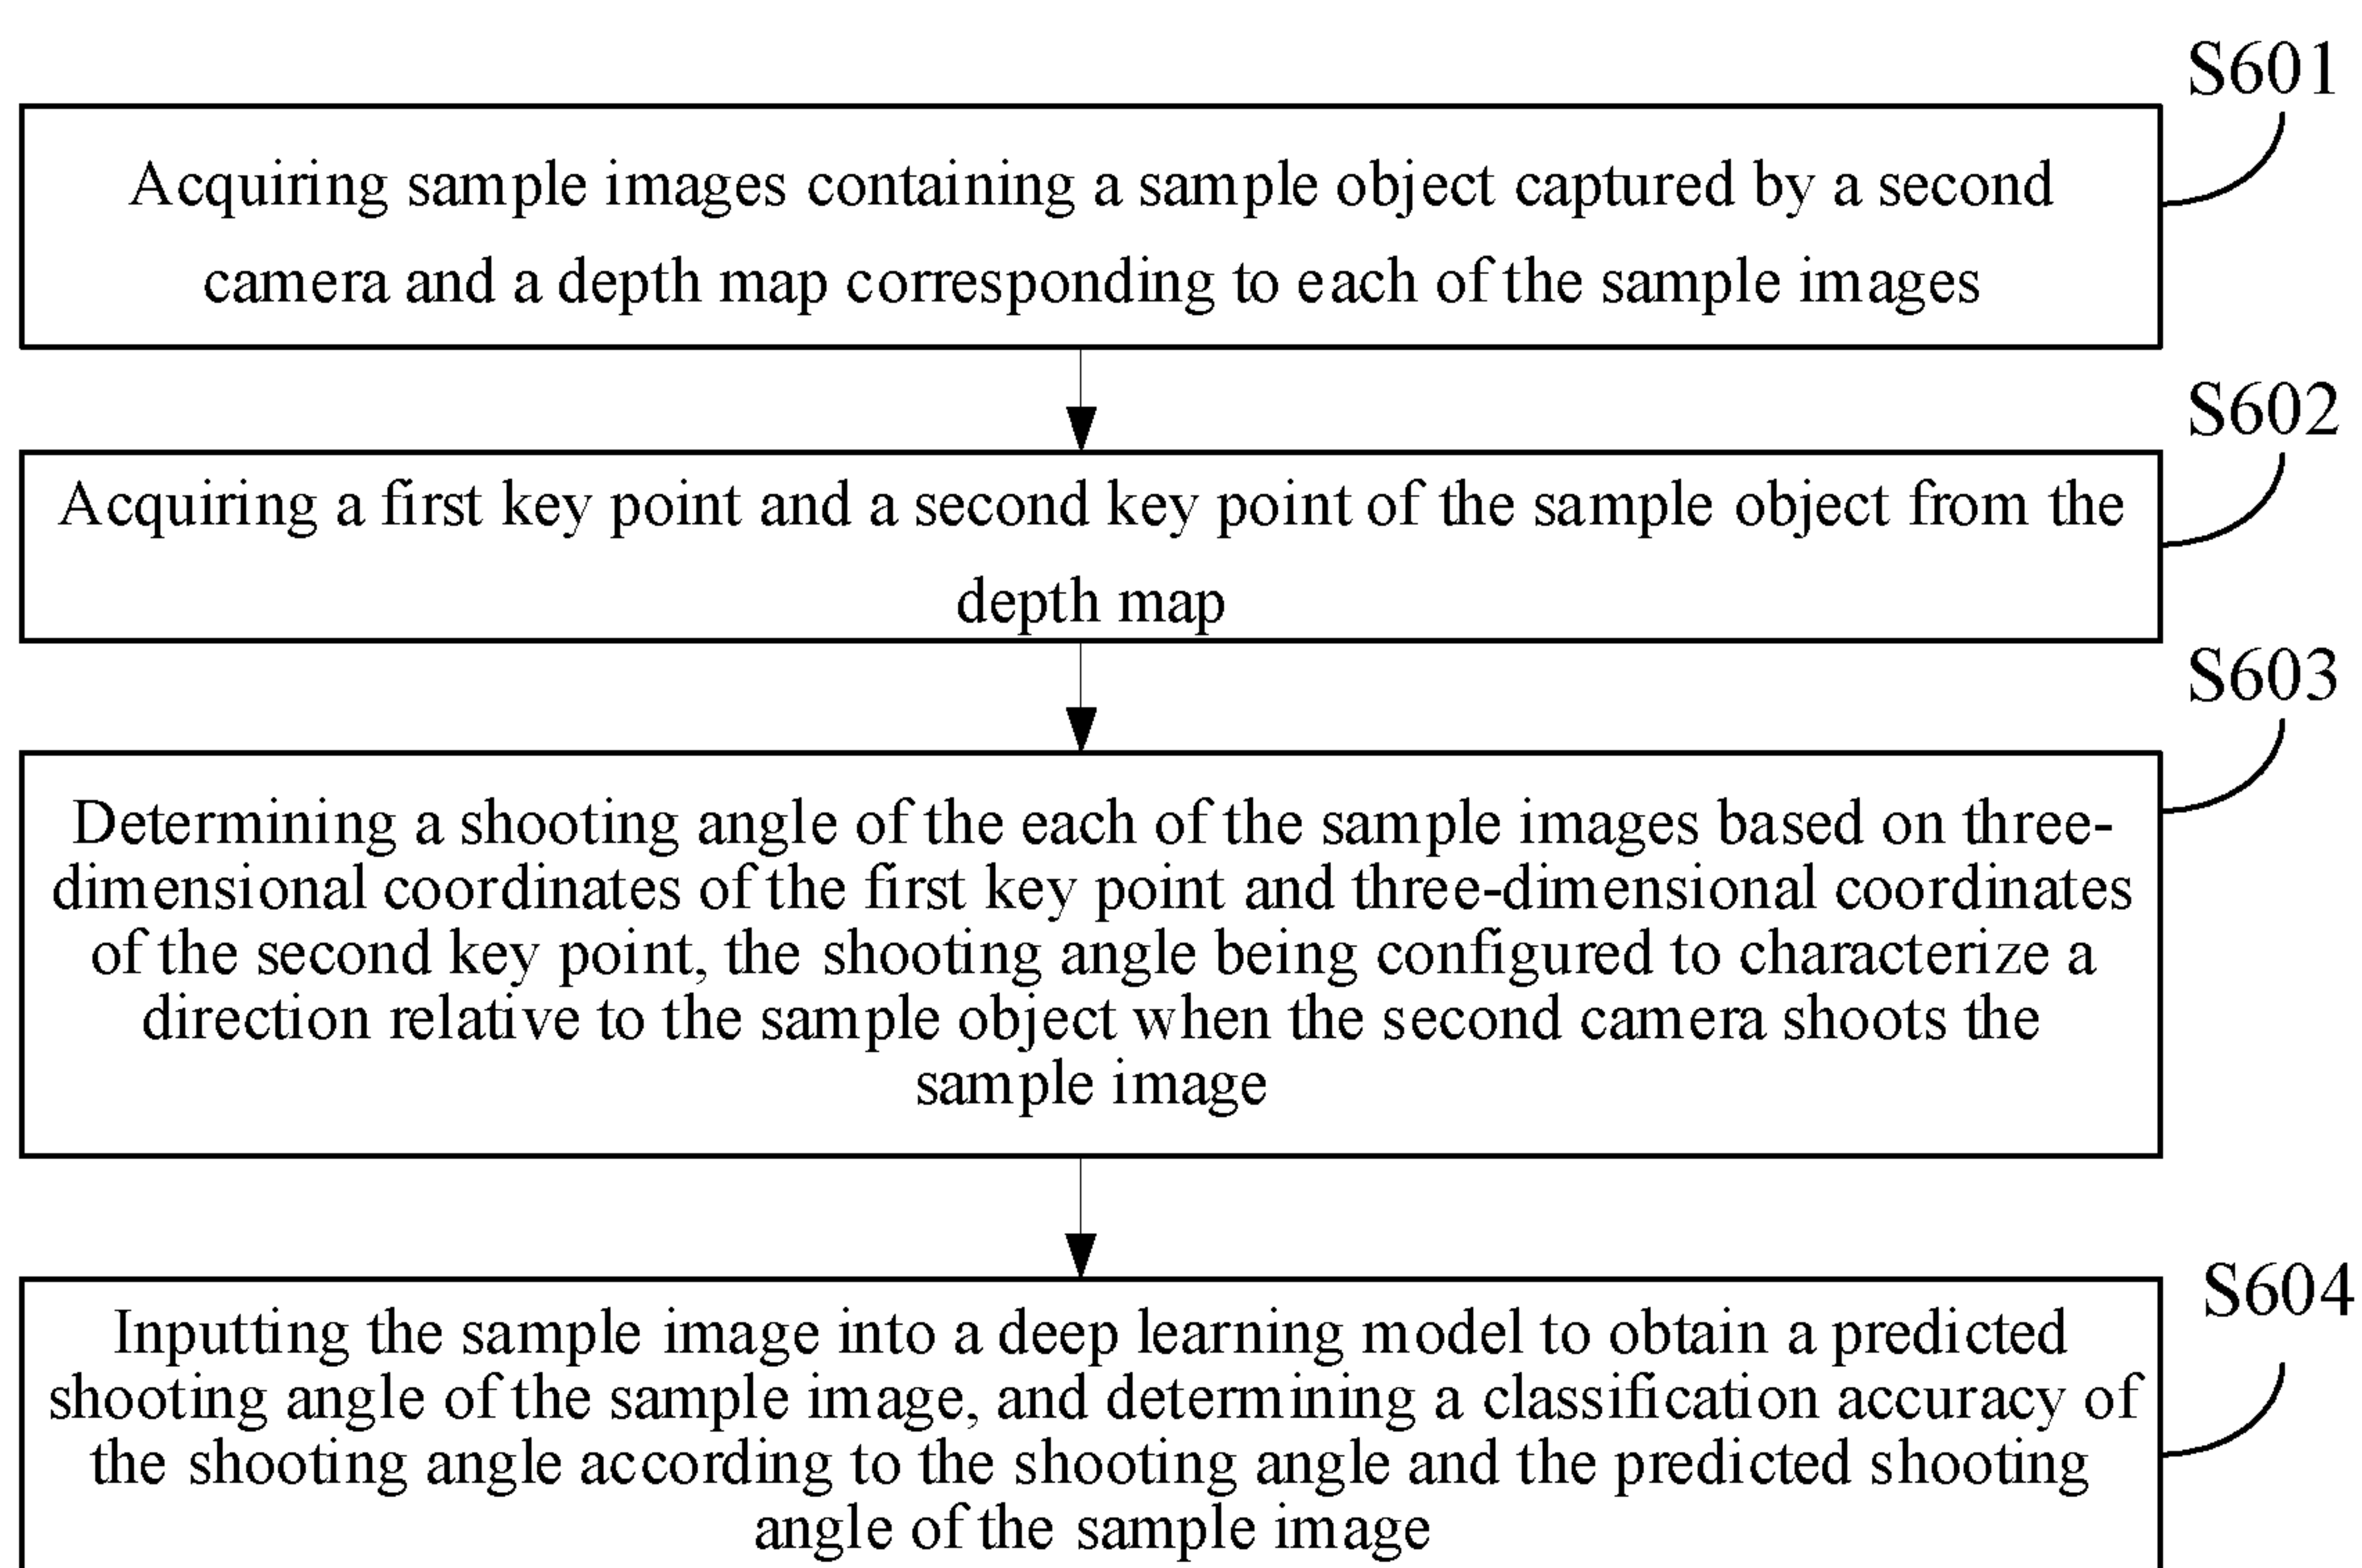 S601
Acquiring sample images containing a sample object captured by a second
camera and a depth map corresponding to each of the sample images
S602
Acquiring a first key point and a second key point of the sample object from the
depth map
S603
Determining a shooting angle of the each of the sample images based on three-
dimensional coordinates of the first key point and three-dimensional coordinates
of the second key point, the shooting angle being configured to characterize a
direction relative to the sample object when the second camera shoots the
sample image
S604
Inputting the sample image into a deep learning model to obtain a predicted
shooting angle of the sample image, and determining a classification accuracy of
the shooting angle according to the shooting angle and the predicted shooting
angle of the sample image